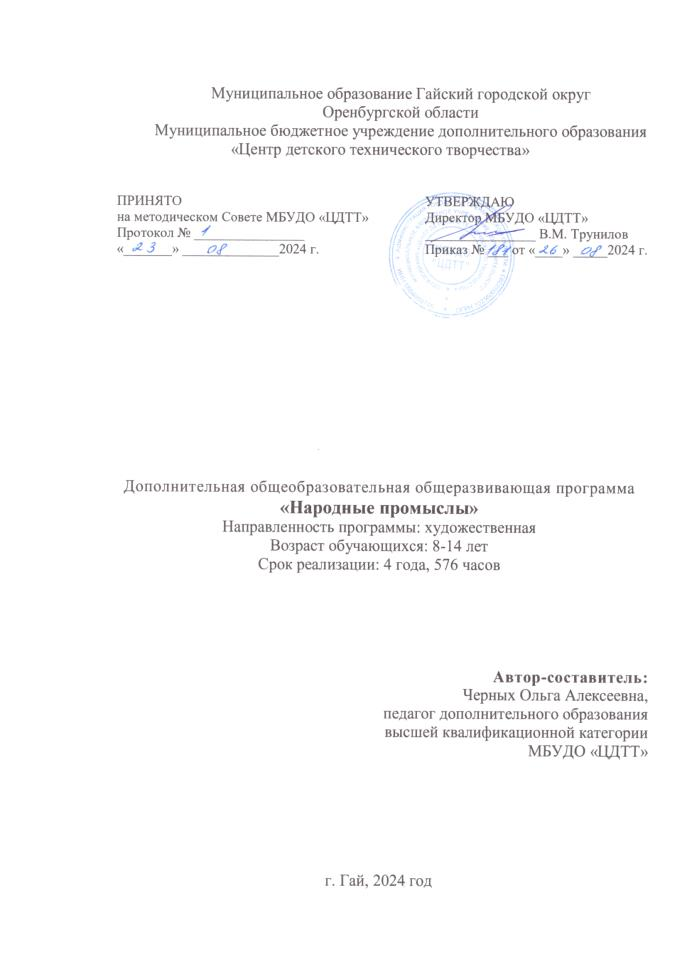 Муниципальное образование Гайский городской округ
Оренбургской области
Муниципальное бюджетное учреждение дополнительного образования
«Центр детского технического творчества»
ПРИНЯТО
на методическом Совете МБУДО «ЦДТТ»
Протокол № 1
«23» 08 2024 г.
УТВЕРЖДАЮ
Директор МБУДО «ЦДТТ»
В.М. Трунилов
Приказ № 181 от «26» 08 2024 г.
"ЦДТТ"
Дополнительная общеобразовательная общеразвивающая программа
«Народные промыслы»
Направленность программы: художественная
Возраст обучающихся: 8-14 лет
Срок реализации: 4 года, 576 часов
Автор-составитель:
Черных Ольга Алексеевна,
педагог дополнительного образования
высшей квалификационной категории
МБУДО «ЦДТТ»
г. Гай, 2024 год